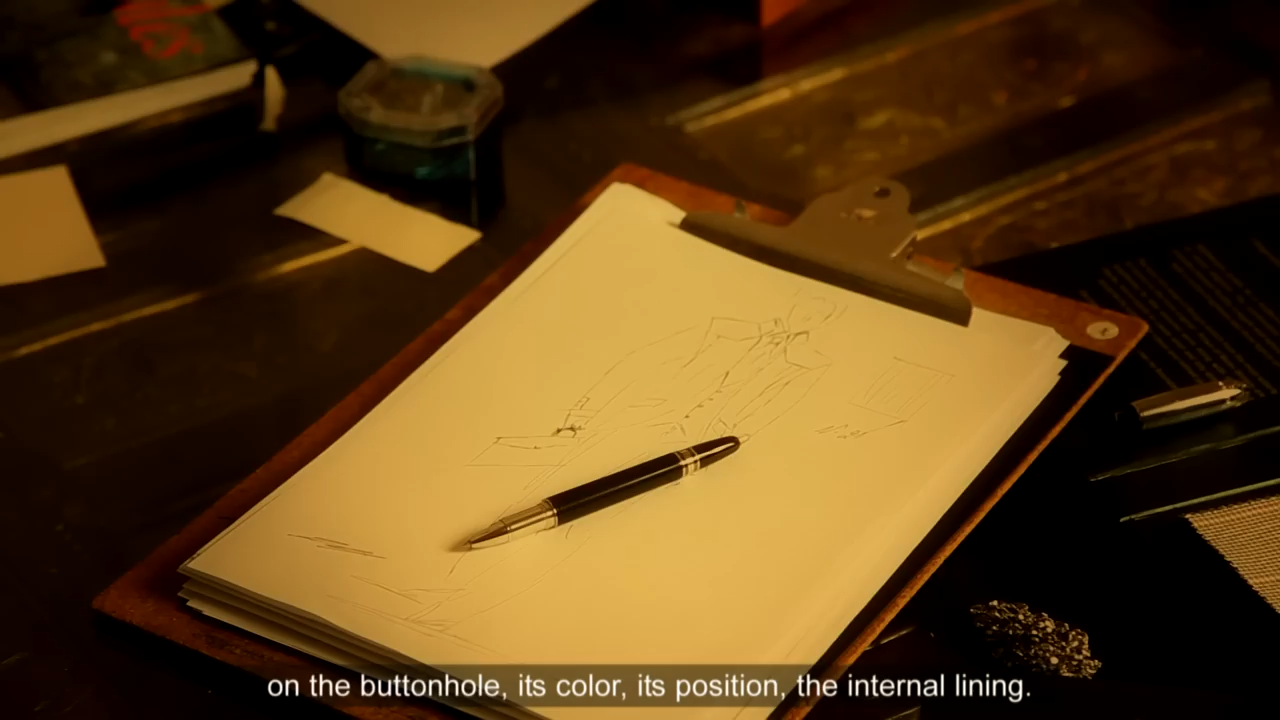 on the buttonhole, its color, its position, the internal lining.